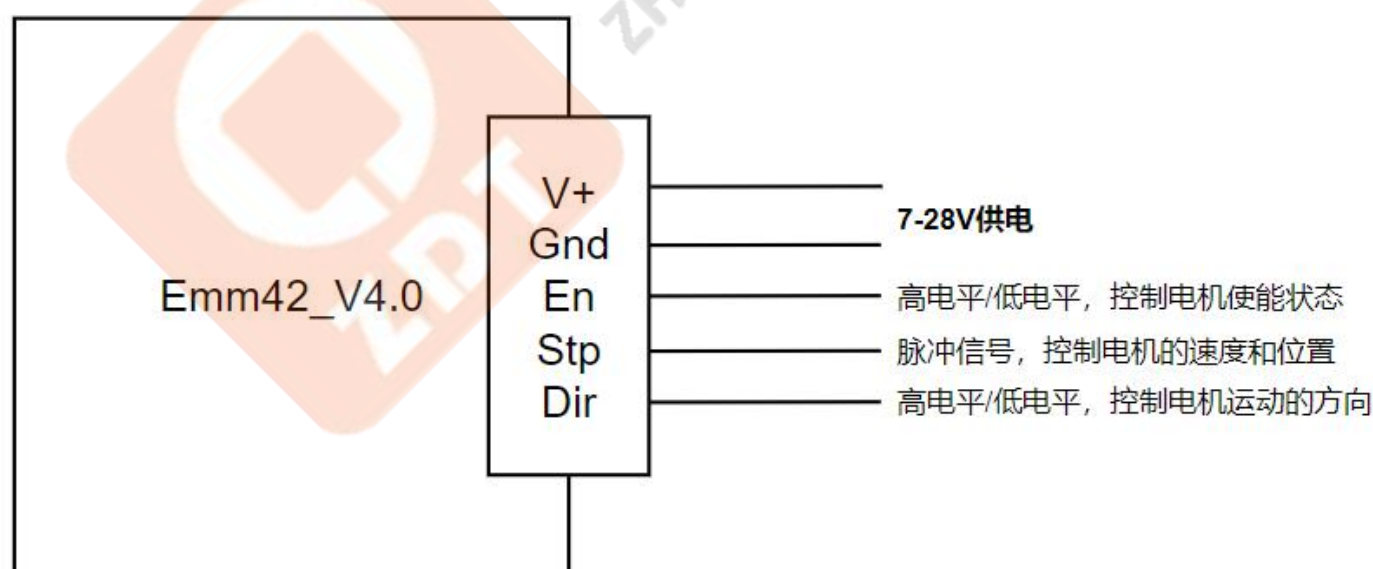 V+
Gnd
En
Stp
Dir
Emm42_V4.0
7-28V供电
高电平/低电平，控制电机使能状态
脉冲信号，控制电机的速度和位置
高电平/低电平，控制电机运动的方向
ZDT